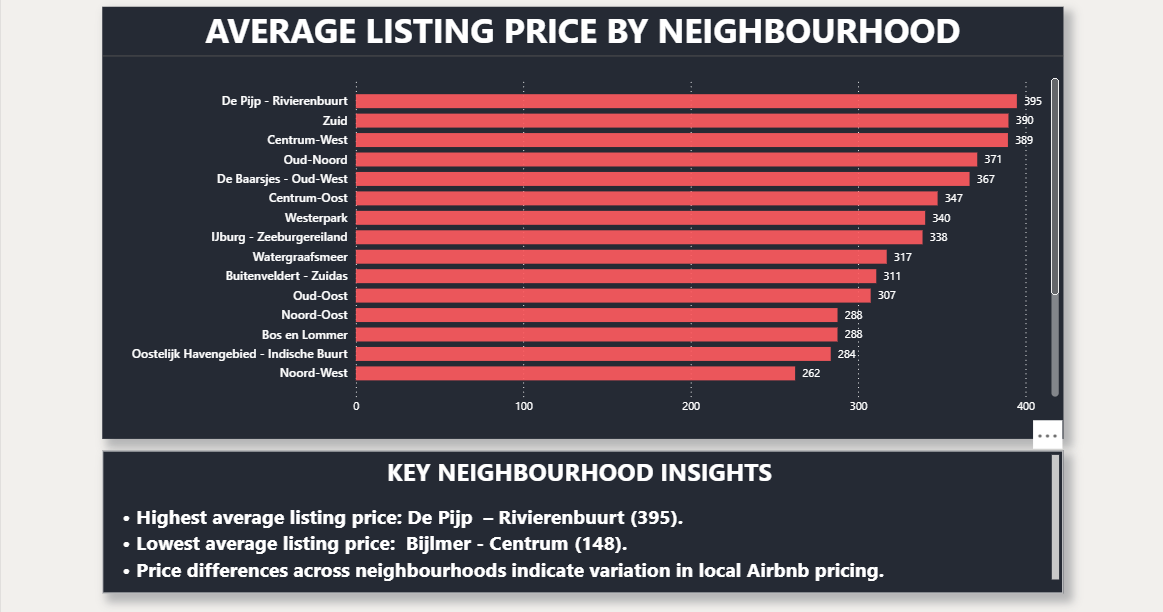 AVERAGE LISTING PRICE BY NEIGHBOURHOOD
De Pijp - Rivierenbuurt 395
Zuid 390
Centrum-West 389
Oud-Noord 371
De Baarsjes - Oud-West 367
Centrum-Oost 347
Westerpark 340
IJburg - Zeeburgereiland 338
Watergraafsmeer 317
Buitenveldert - Zuidas 311
Oud-Oost 307
Noord-Oost 288
Bos en Lommer 288
Oostelijk Havengebied - Indische Buurt 284
Noord-West 262
0 100 200 300 400
KEY NEIGHBOURHOOD INSIGHTS
• Highest average listing price: De Pijp  – Rivierenbuurt (395).
• Lowest average listing price:  Bijlmer - Centrum (148).
• Price differences across neighbourhoods indicate variation in local Airbnb pricing.